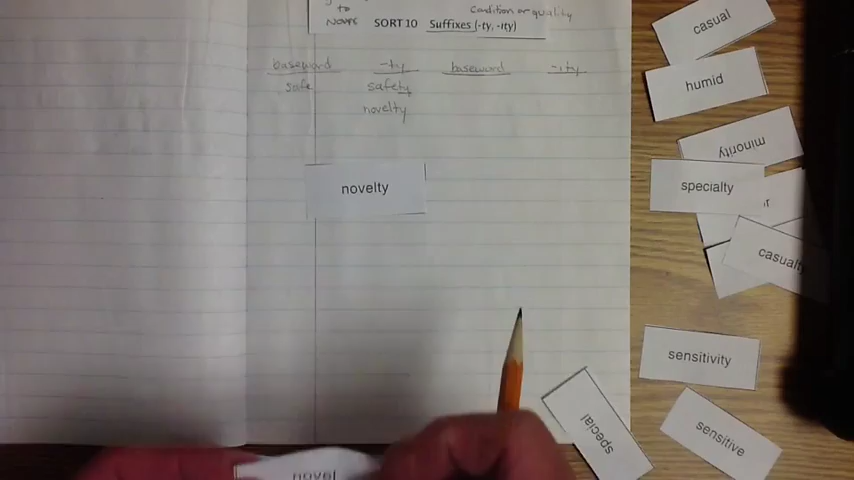 to
Condition or quality
Nouns SORT 10 Suffixes (-ty, -ity)
baseword -ty baseword -ity
safe safety
novelty
novelty
casual
humid
minority
specialty
casualty
sensitivity
sensitive
special
novel